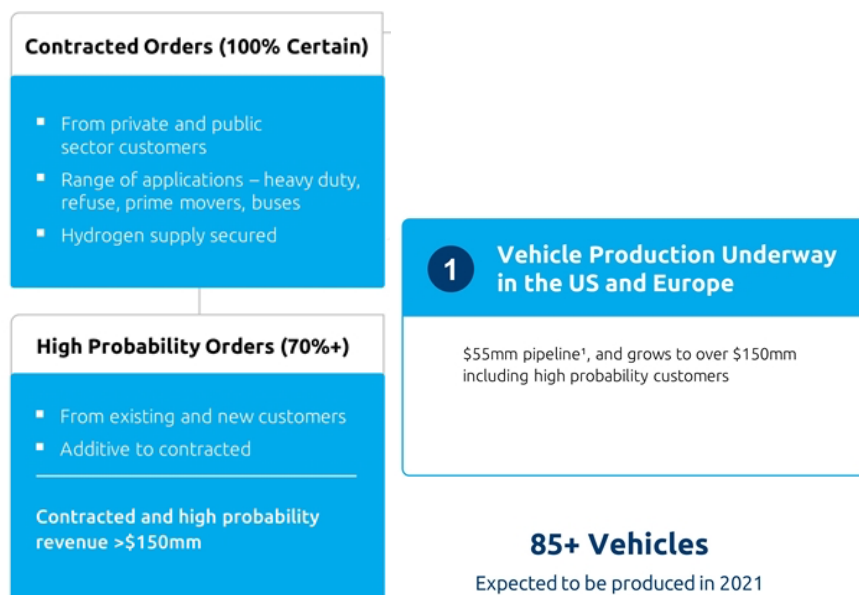 Contracted Orders (100% Certain)
From private and public
sector customers
Range of applications – heavy duty,
refuse, prime movers, buses
Hydrogen supply secured
High Probability Orders (70%+)
From existing and new customers
Additive to contracted
Contracted and high probability
revenue >$150mm
1
Vehicle Production Underway
in the US and Europe
$55mm pipeline¹, and grows to over $150mm
including high probability customers
85+ Vehicles
Expected to be produced in 2021